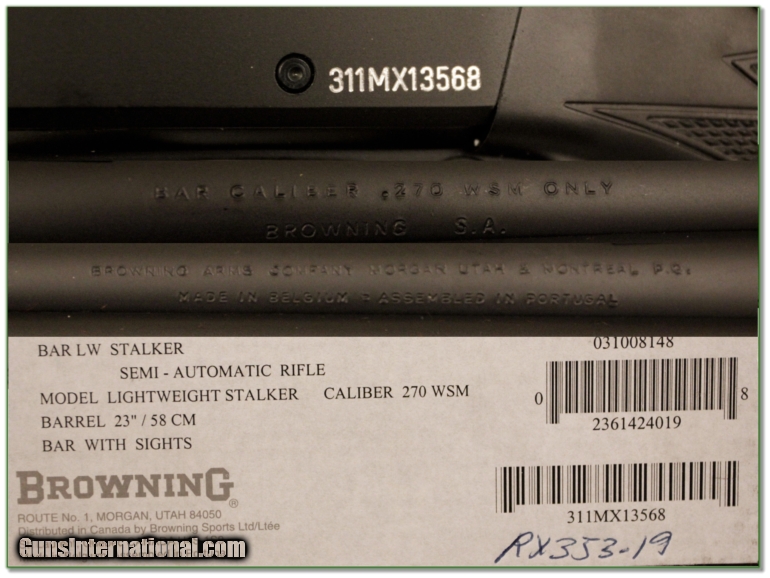 311MX13568
BAR CALIBER .270 WSM ONLY
BROWNING S.A.
BROWNING ARMS COMPANY MORGAN UTAH & MONTREAL P.Q.
MADE IN BELGIUM - ASSEMBLED IN PORTUGAL
BAR LW STALKER
SEMI - AUTOMATIC RIFLE
MODEL LIGHTWEIGHT STALKER CALIBER 270 WSM
BARREL 23" / 58 CM
BAR WITH SIGHTS
031008148
0 8
2361424019
BROWNING®
ROUTE No. 1, MORGAN, UTAH 84050
Distributed in Canada by Browning Sports Ltd/Ltée
311MX13568
RX353-19
GunsInternational.com